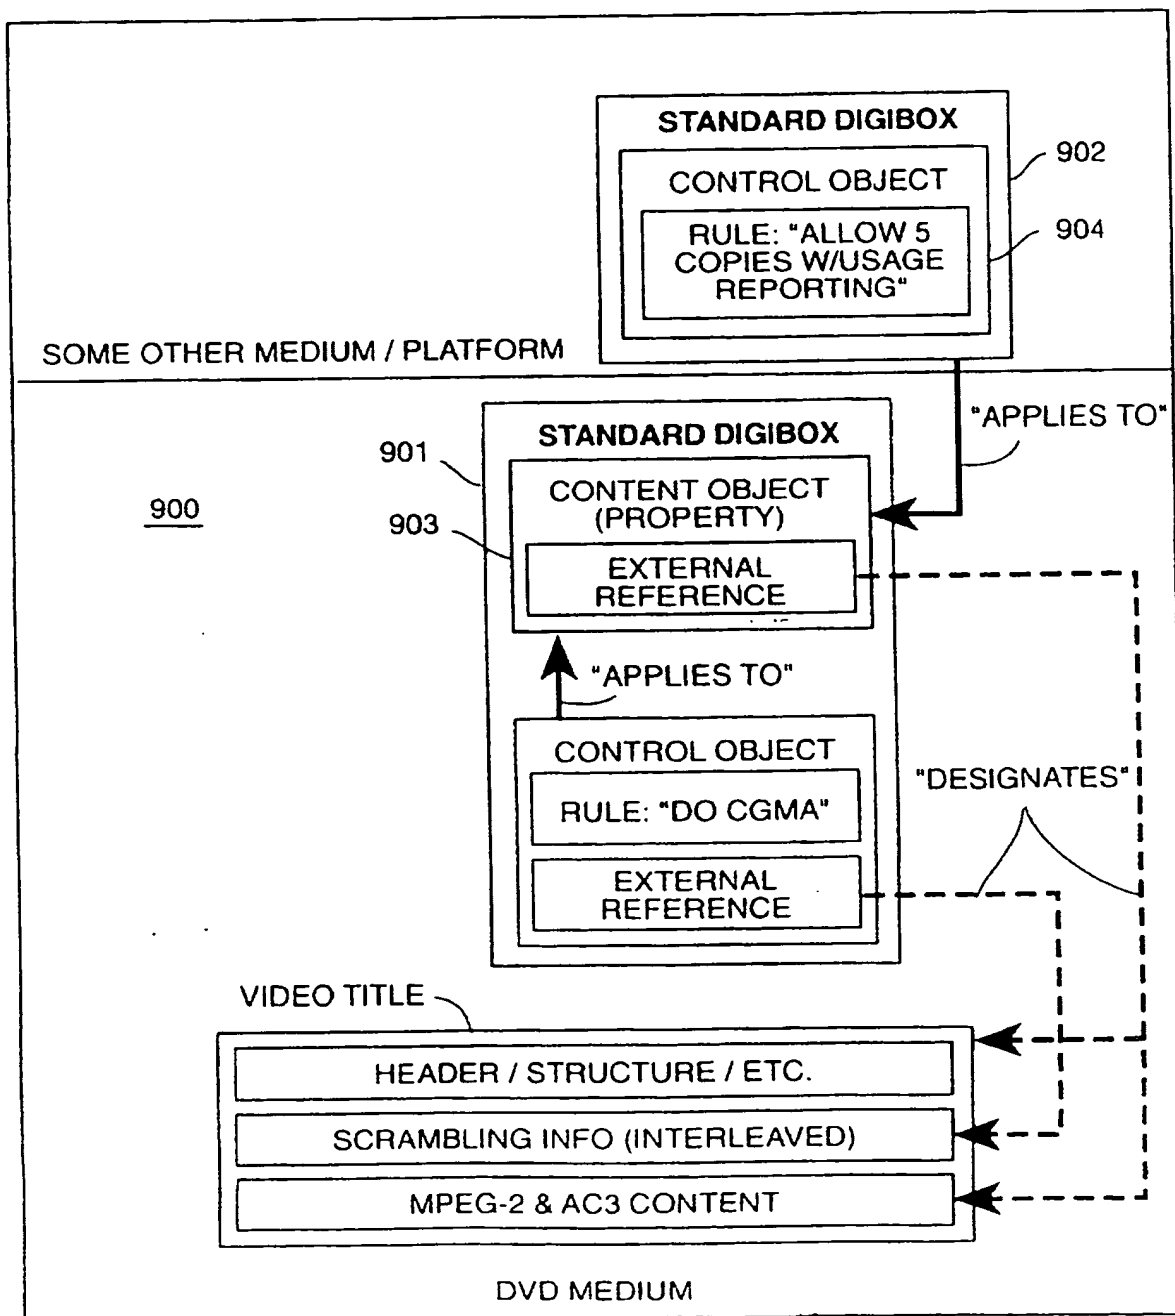 STANDARD DIGIBOX
902
CONTROL OBJECT
RULE: "ALLOW 5
COPIES W/USAGE
REPORTING"
904
SOME OTHER MEDIUM / PLATFORM
"APPLIES TO"
STANDARD DIGIBOX
901
CONTENT OBJECT
(PROPERTY)
900
903
EXTERNAL
REFERENCE
"APPLIES TO"
CONTROL OBJECT
"DESIGNATES"
RULE: "DO CGMA"
EXTERNAL
REFERENCE
VIDEO TITLE
HEADER / STRUCTURE / ETC.
SCRAMBLING INFO (INTERLEAVED)
MPEG-2 & AC3 CONTENT
DVD MEDIUM